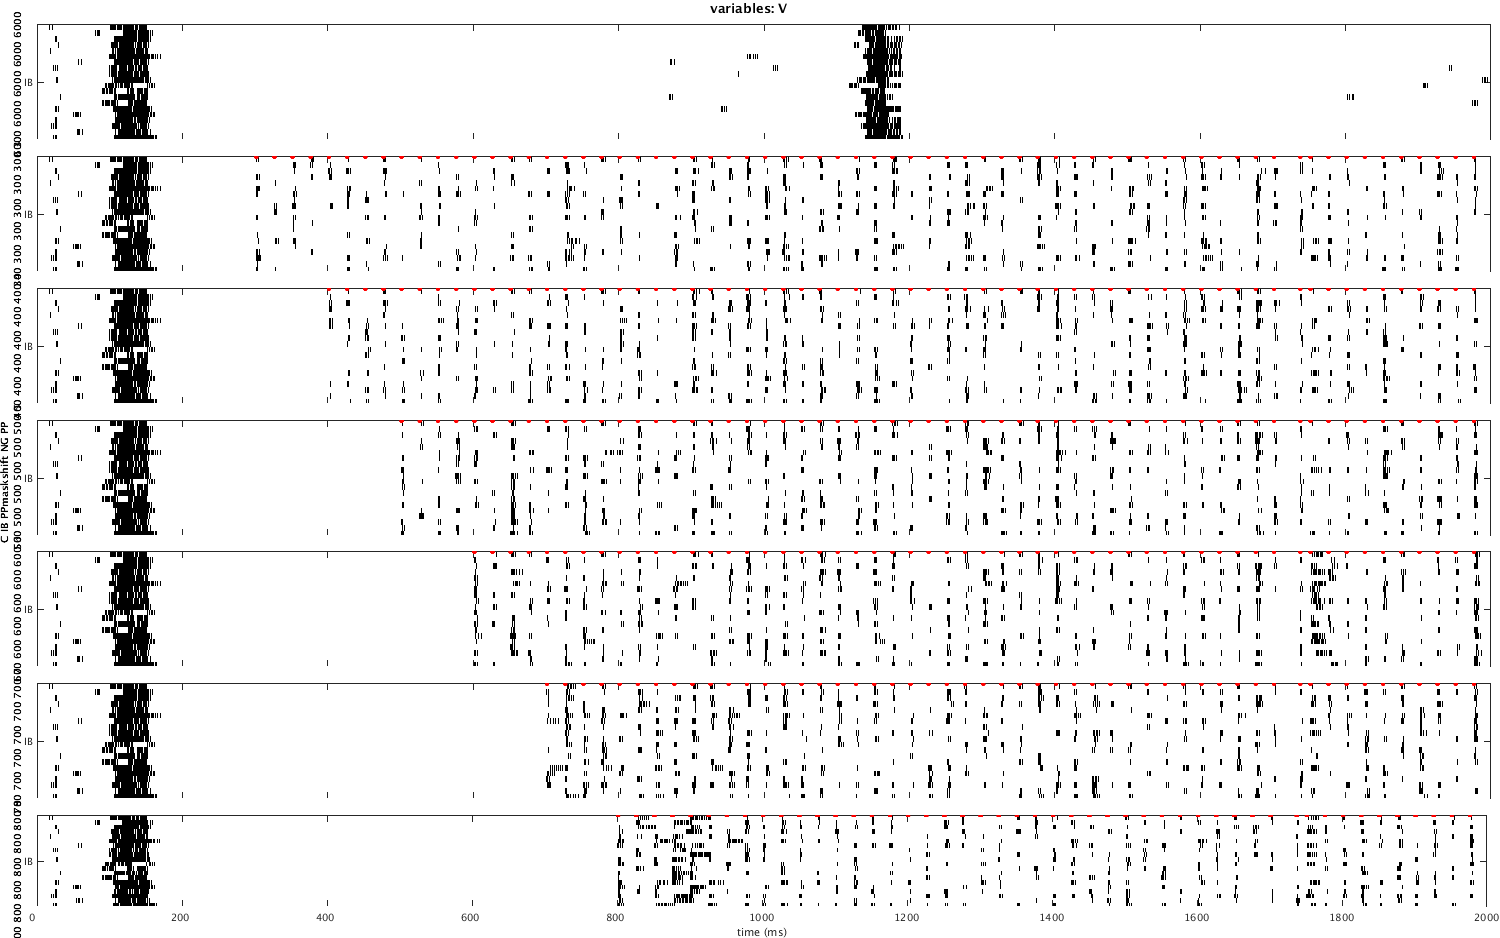 variables: V
6000 6000 6000 6000
IB
300 300 300 300
IB
400 400 400 400
IB
500 500 500 500
IB
C IB PPmaskshift NG PP
600 600 600 600
IB
700 700 700 700
IB
800 800 800
IB
0 200 400 600 800 1000 1200 1400 1600 1800 2000
time (ms)